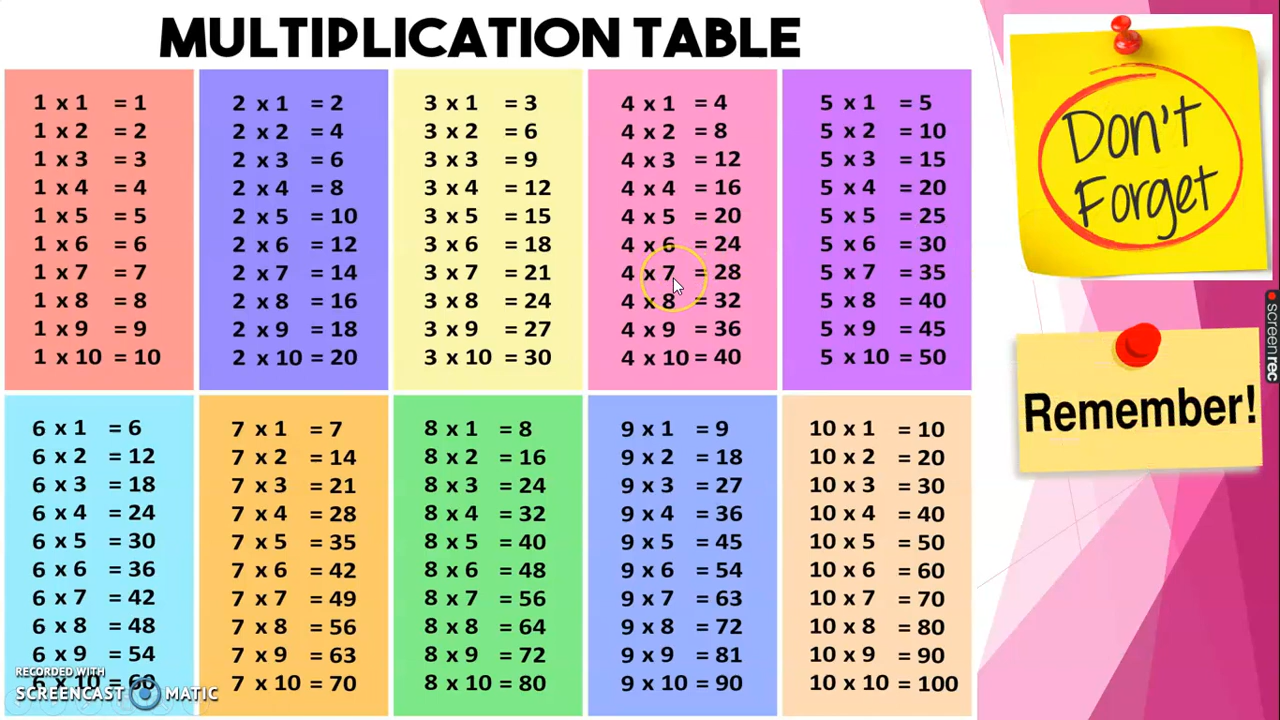 MULTIPLICATION TABLE
1 x 1 = 1
1 x 2 = 2
1 x 3 = 3
1 x 4 = 4
1 x 5 = 5
1 x 6 = 6
1 x 7 = 7
1 x 8 = 8
1 x 9 = 9
1 x 10 = 10
2 x 1 = 2
2 x 2 = 4
2 x 3 = 6
2 x 4 = 8
2 x 5 = 10
2 x 6 = 12
2 x 7 = 14
2 x 8 = 16
2 x 9 = 18
2 x 10 = 20
3 x 1 = 3
3 x 2 = 6
3 x 3 = 9
3 x 4 = 12
3 x 5 = 15
3 x 6 = 18
3 x 7 = 21
3 x 8 = 24
3 x 9 = 27
3 x 10 = 30
4 x 1 = 4
4 x 2 = 8
4 x 3 = 12
4 x 4 = 16
4 x 5 = 20
4 x 6 = 24
4 x 7 = 28
4 x 8 = 32
4 x 9 = 36
4 x 10 = 40
5 x 1 = 5
5 x 2 = 10
5 x 3 = 15
5 x 4 = 20
5 x 5 = 25
5 x 6 = 30
5 x 7 = 35
5 x 8 = 40
5 x 9 = 45
5 x 10 = 50
6 x 1 = 6
6 x 2 = 12
6 x 3 = 18
6 x 4 = 24
6 x 5 = 30
6 x 6 = 36
6 x 7 = 42
6 x 8 = 48
6 x 9 = 54
6 x 10 = 60
7 x 1 = 7
7 x 2 = 14
7 x 3 = 21
7 x 4 = 28
7 x 5 = 35
7 x 6 = 42
7 x 7 = 49
7 x 8 = 56
7 x 9 = 63
7 x 10 = 70
8 x 1 = 8
8 x 2 = 16
8 x 3 = 24
8 x 4 = 32
8 x 5 = 40
8 x 6 = 48
8 x 7 = 56
8 x 8 = 64
8 x 9 = 72
8 x 10 = 80
9 x 1 = 9
9 x 2 = 18
9 x 3 = 27
9 x 4 = 36
9 x 5 = 45
9 x 6 = 54
9 x 7 = 63
9 x 8 = 72
9 x 9 = 81
9 x 10 = 90
10 x 1 = 10
10 x 2 = 20
10 x 3 = 30
10 x 4 = 40
10 x 5 = 50
10 x 6 = 60
10 x 7 = 70
10 x 8 = 80
10 x 9 = 90
10 x 10 = 100
Don't
Forget
Remember!
screenrec
RECORDED WITH
SCREENCAST MATIC